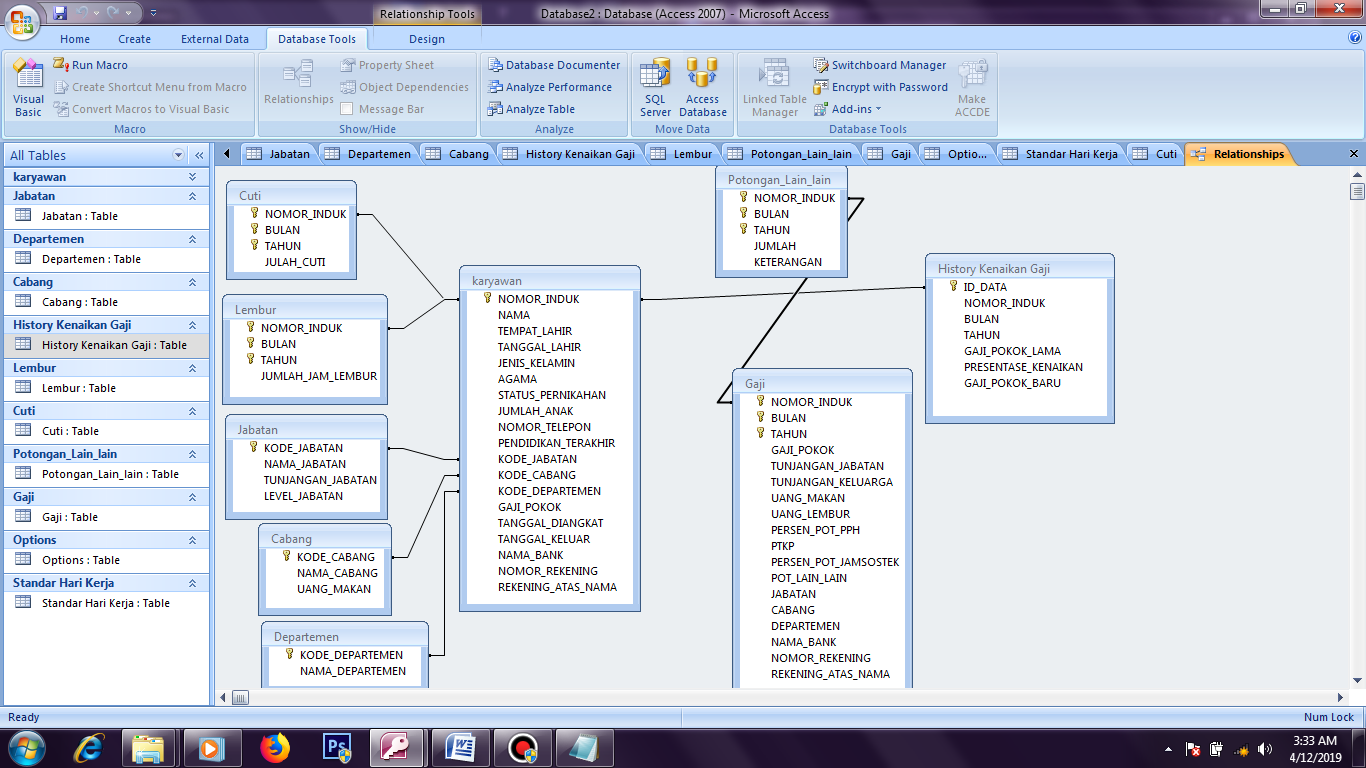 Relationship Tools
Database2 : Database (Access 2007) - Microsoft Access
Home Create External Data Database Tools Design
Visual Basic
Run Macro
Create Shortcut Menu from Macro
Convert Macros to Visual Basic
Macro
Relationships
Property Sheet
Object Dependencies
Message Bar
Show/Hide
Database Documenter
Analyze Performance
Analyze Table
Analyze
SQL Server
Access Database
Move Data
Linked Table Manager
Switchboard Manager
Encrypt with Password
Add-ins
Make ACCDE
Database Tools
All Tables
Jabatan Departemen Cabang History Kenaikan Gaji Lembur Potongan_Lain_lain Gaji Optio... Standar Hari Kerja Cuti Relationships
karyawan
Jabatan
Jabatan : Table
Departemen
Departemen : Table
Cabang
Cabang : Table
History Kenaikan Gaji
History Kenaikan Gaji : Table
Lembur
Lembur : Table
Cuti
Cuti : Table
Potongan_Lain_lain
Potongan_Lain_lain : Table
Gaji
Gaji : Table
Options
Options : Table
Standar Hari Kerja
Standar Hari Kerja : Table
Cuti
NOMOR_INDUK
BULAN
TAHUN
JULAH_CUTI
Lembur
NOMOR_INDUK
BULAN
TAHUN
JUMLAH_JAM_LEMBUR
Jabatan
KODE_JABATAN
NAMA_JABATAN
TUNJANGAN_JABATAN
LEVEL_JABATAN
Cabang
KODE_CABANG
NAMA_CABANG
UANG_MAKAN
Departemen
KODE_DEPARTEMEN
NAMA_DEPARTEMEN
karyawan
NOMOR_INDUK
NAMA
TEMPAT_LAHIR
TANGGAL_LAHIR
JENIS_KELAMIN
AGAMA
STATUS_PERNIKAHAN
JUMLAH_ANAK
NOMOR_TELEPON
PENDIDIKAN_TERAKHIR
KODE_JABATAN
KODE_CABANG
KODE_DEPARTEMEN
GAJI_POKOK
TANGGAL_DIANGKAT
TANGGAL_KELUAR
NAMA_BANK
NOMOR_REKENING
REKENING_ATAS_NAMA
Potongan_Lain_lain
NOMOR_INDUK
BULAN
TAHUN
JUMLAH
KETERANGAN
Gaji
NOMOR_INDUK
BULAN
TAHUN
GAJI_POKOK
TUNJANGAN_JABATAN
TUNJANGAN_KELUARGA
UANG_MAKAN
UANG_LEMBUR
PERSEN_POT_PPH
PTKP
PERSEN_POT_JAMSOSTEK
POT_LAIN_LAIN
JABATAN
CABANG
DEPARTEMEN
NAMA_BANK
NOMOR_REKENING
REKENING_ATAS_NAMA
History Kenaikan Gaji
ID_DATA
NOMOR_INDUK
BULAN
TAHUN
GAJI_POKOK_LAMA
PRESENTASE_KENAIKAN
GAJI_POKOK_BARU
Ready
Num Lock
Ps
3:33 AM
4/12/2019